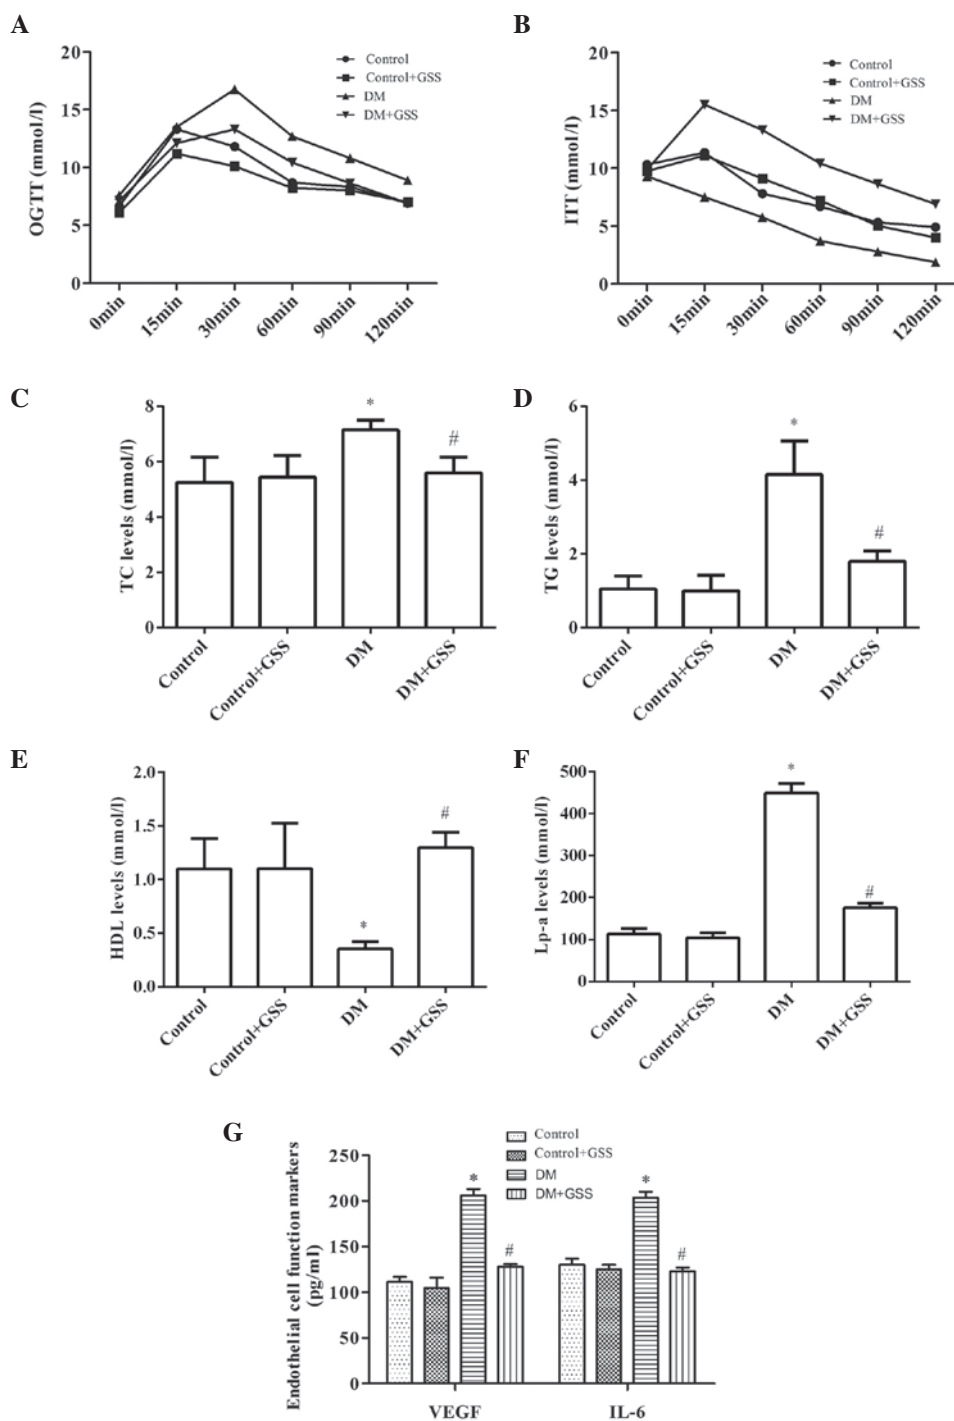 A
20
15
10
5
0
OGTT (mmol/l)
Control
Control+GSS
DM
DM+GSS
0min
15min
30min
60min
90min
120min
B
20
15
10
5
0
ITT (mmol/l)
Control
Control+GSS
DM
DM+GSS
0min
15min
30min
60min
90min
120min
C
8
6
4
2
0
TC levels (mmol/l)
*
#
Control
Control+GSS
DM
DM+GSS
D
6
4
2
0
TG levels (mmol/l)
*
#
Control
Control+GSS
DM
DM+GSS
E
2.0
1.5
1.0
0.5
0.0
HDL levels (mmol/l)
*
#
Control
Control+GSS
DM
DM+GSS
F
500
400
300
200
100
0
Lp-a levels (mmol/l)
*
#
Control
Control+GSS
DM
DM+GSS
G
250
200
150
100
50
0
Endothelial cell function markers
(pg/ml)
Control
Control+GSS
DM
DM+GSS
*
#
*
#
VEGF
IL-6